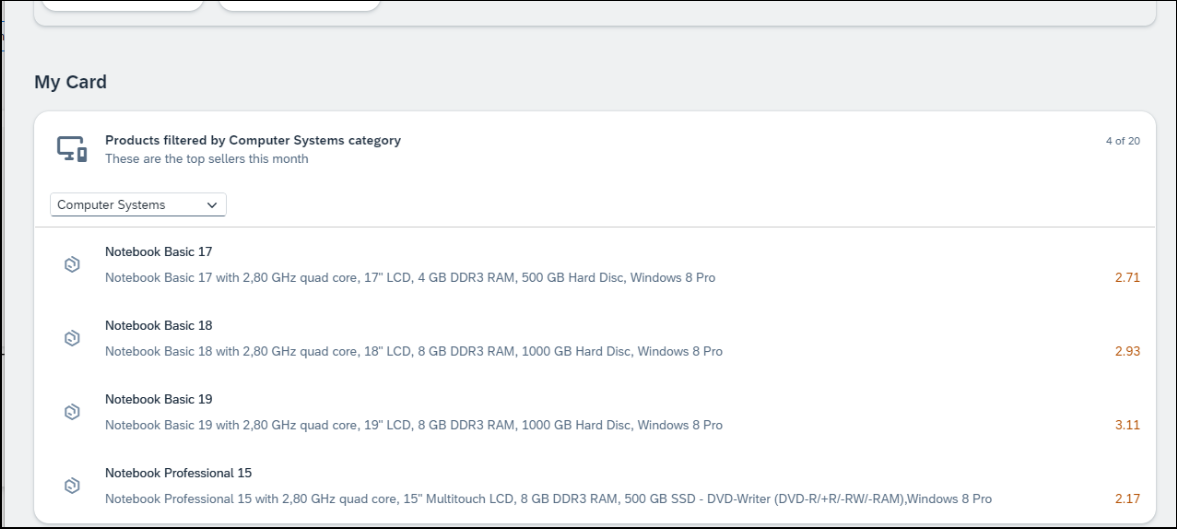 My Card
Products filtered by Computer Systems category
4 of 20
These are the top sellers this month
Computer Systems
Notebook Basic 17
Notebook Basic 17 with 2,80 GHz quad core, 17" LCD, 4 GB DDR3 RAM, 500 GB Hard Disc, Windows 8 Pro
2.71
Notebook Basic 18
Notebook Basic 18 with 2,80 GHz quad core, 18" LCD, 8 GB DDR3 RAM, 1000 GB Hard Disc, Windows 8 Pro
2.93
Notebook Basic 19
Notebook Basic 19 with 2,80 GHz quad core, 19" LCD, 8 GB DDR3 RAM, 1000 GB Hard Disc, Windows 8 Pro
3.11
Notebook Professional 15
Notebook Professional 15 with 2,80 GHz quad core, 15" Multitouch LCD, 8 GB DDR3 RAM, 500 GB SSD - DVD-Writer (DVD-R/+R/-RW/-RAM),Windows 8 Pro
2.17